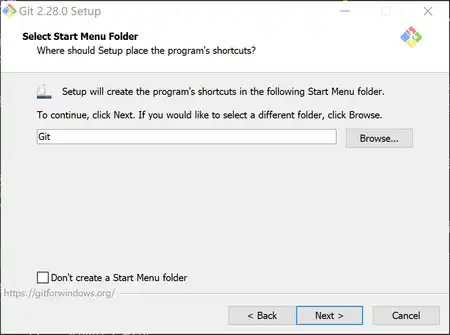 Git 2.28.0 Setup
Select Start Menu Folder
Where should Setup place the program's shortcuts?
Setup will create the program's shortcuts in the following Start Menu folder.
To continue, click Next. If you would like to select a different folder, click Browse.
Git
Browse...
Don't create a Start Menu folder
https://gitforwindows.org/
< Back
Next >
Cancel